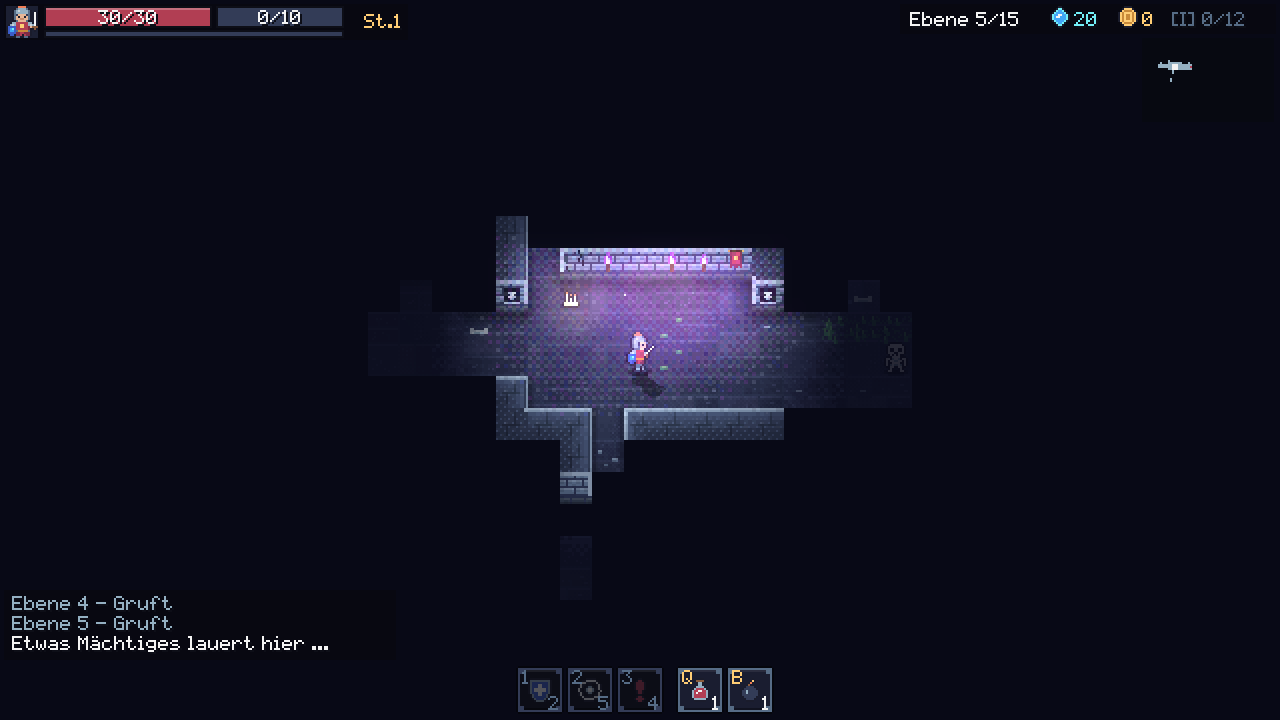 30/30 0/10 St.1
Ebene 5/15 20 0 [I] 0/12
Ebene 4 – Gruft
Ebene 5 – Gruft
Etwas Mächtiges lauert hier ...
1 2 2 5 3 4 Q 1 B 1